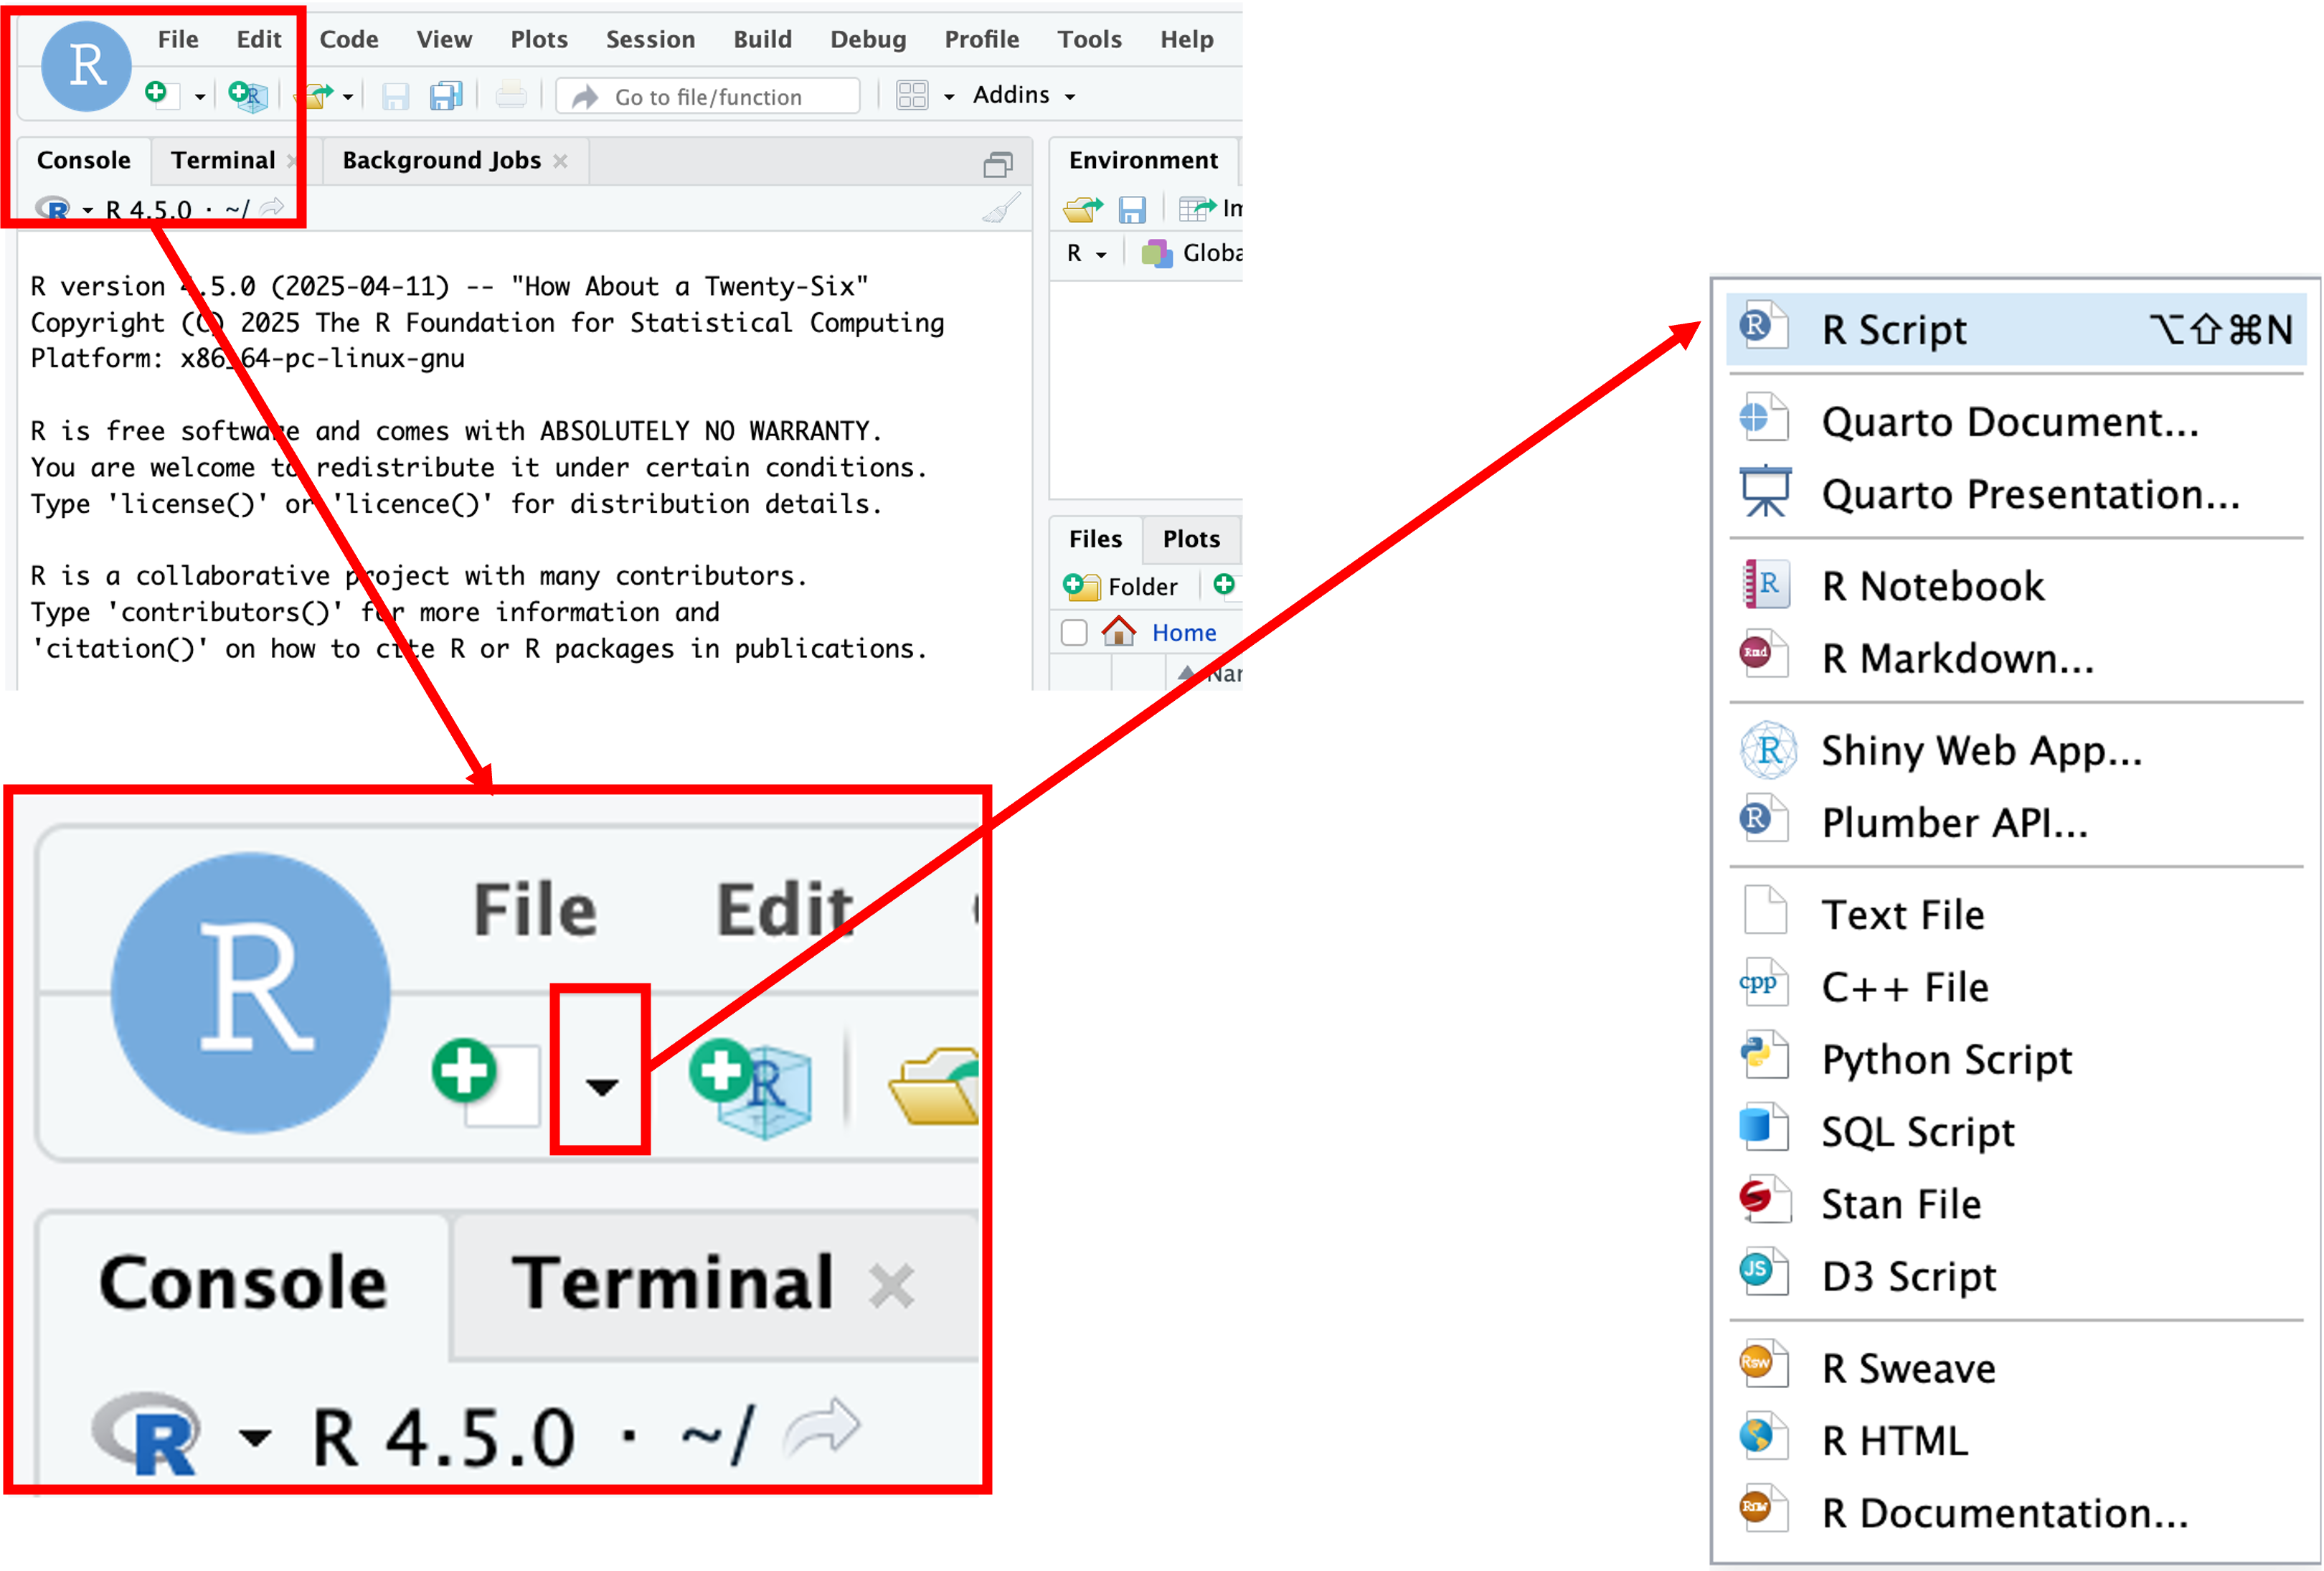 R File Edit Code View Plots Session Build Debug Profile Tools Help
R Go to file/function Addins
Console Terminal Background Jobs
R R 4.5.0 · ~/
R version 4.5.0 (2025-04-11) -- "How About a Twenty-Six"
Copyright (C) 2025 The R Foundation for Statistical Computing
Platform: x86_64-pc-linux-gnu
R is free software and comes with ABSOLUTELY NO WARRANTY.
You are welcome to redistribute it under certain conditions.
Type 'license()' or 'licence()' for distribution details.
R is a collaborative project with many contributors.
Type 'contributors()' for more information and
'citation()' on how to cite R or R packages in publications.
Environment
R
Files Plots
Folder
Home
R File Edit
R
Console Terminal
R R 4.5.0 · ~/
R R Script ⌥⇧⌘N
Quarto Document...
Quarto Presentation...
R R Notebook
Rmd R Markdown...
R Shiny Web App...
R Plumber API...
Text File
cpp C++ File
Python Script
SQL Script
Stan File
JS D3 Script
Rsw R Sweave
R HTML
R Documentation...